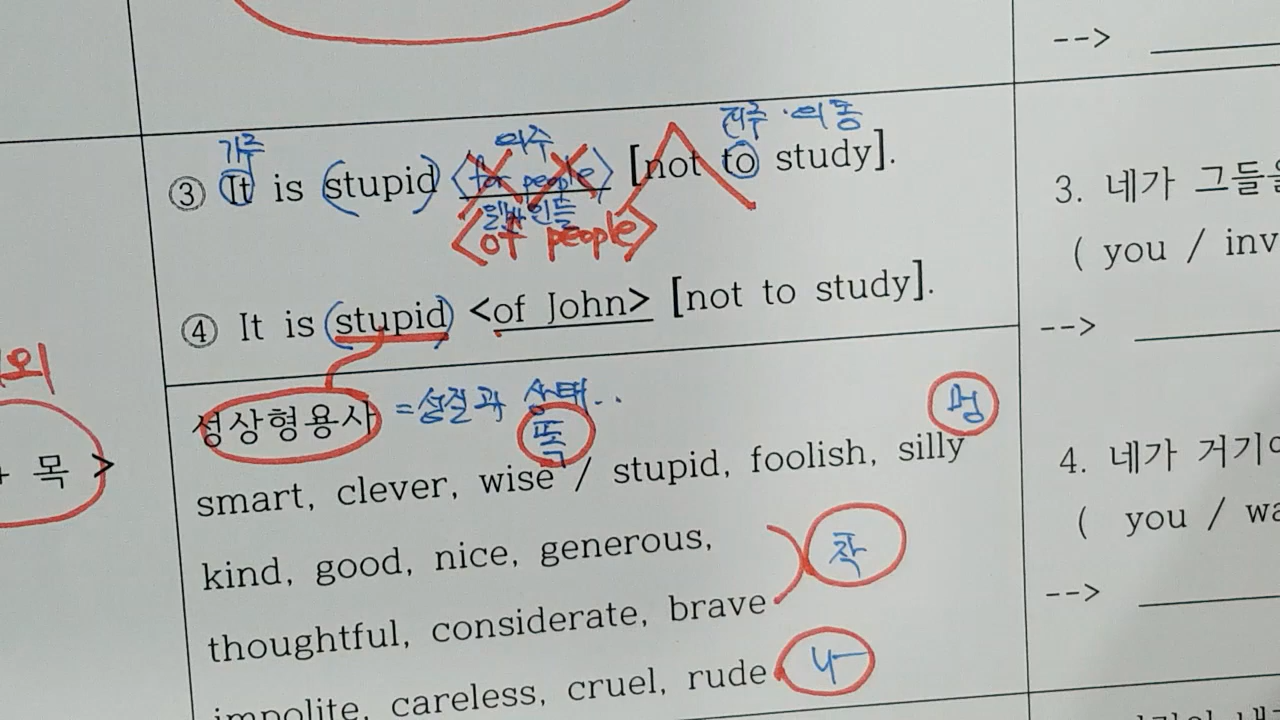 -->
가주 의주 진주 · 의동
③ It is stupid <for people> [not to study].
일반인들
<of people>
④ It is stupid <of John> [not to study].
성상형용사 = 성질과 상태..
똑 멍
smart, clever, wise / stupid, foolish, silly
kind, good, nice, generous,
착
thoughtful, considerate, brave
impolite, careless, cruel, rude 나
외
목 >
3. 네가 그들을
( you / inv
-->
4. 네가 거기에
( you / wa
-->